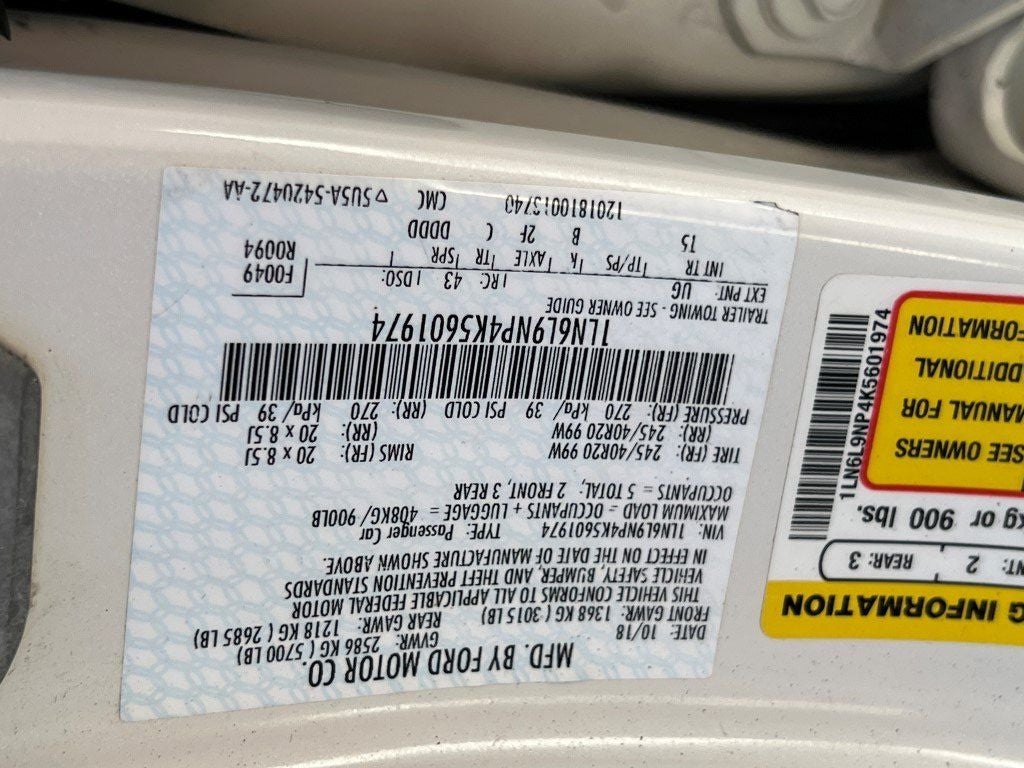 MFD. BY FORD MOTOR CO.
DATE: 10/18 GVWR: 2586 KG ( 5700 LB)
FRONT GAWR: 1368 KG ( 3015 LB) REAR GAWR: 1218 KG ( 2685 LB)
THIS VEHICLE CONFORMS TO ALL APPLICABLE FEDERAL MOTOR
VEHICLE SAFETY, BUMPER, AND THEFT PREVENTION STANDARDS
IN EFFECT ON THE DATE OF MANUFACTURE SHOWN ABOVE.
VIN: 1LN6L9NP4K5601974 TYPE: Passenger Car
MAXIMUM LOAD = OCCUPANTS + LUGGAGE = 408KG/900LB
OCCUPANTS = 5 TOTAL; 2 FRONT, 3 REAR
TIRE (FR): 245/40R20 99W RIMS (FR): 20 x 8.5J
(RR): 245/40R20 99W (RR): 20 x 8.5J
PRESSURE (FR): 270 kPa/ 39 PSI COLD (RR): 270 kPa/ 39 PSI COLD
1LN6L9NP4K5601974
TRAILER TOWING - SEE OWNER GUIDE
EXT PNT: UG RC: 43 DSO: F0049
R0094
INT TR TP/PS R AXLE TR SPR
15 B 2F C DDDD
CMC ▽ SU5A-5420472-AA
G INFORMATION
NT: 2 REAR: 3
kg or 900 lbs.
SEE OWNERS
MANUAL FOR
ADDITIONAL
FORMATION
1LN6L9NP4K5601974